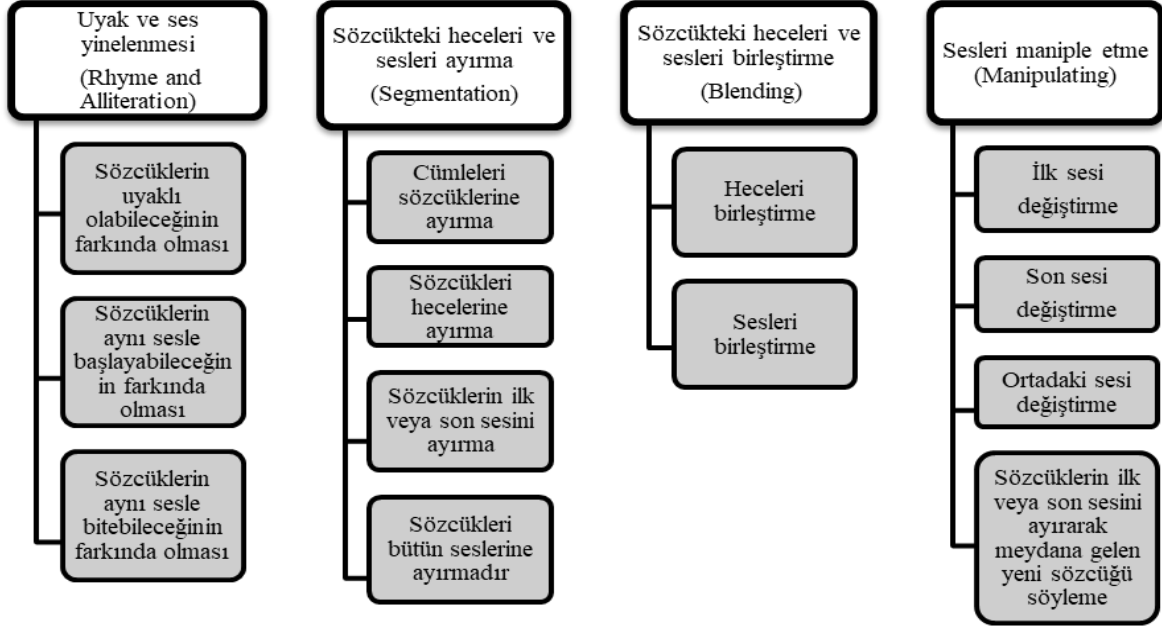 Uyak ve ses
yinelenmesi
(Rhyme and
Alliteration)
Sözcüklerin
uyaklı
olabileceğinin
farkında olması
Sözcüklerin
aynı sesle
başlayabileceğin
in farkında
olması
Sözcüklerin
aynı sesle
bitebileceğinin
farkında olması
Sözcükteki heceleri ve
sesleri ayırma
(Segmentation)
Cümleleri
sözcüklerine
ayırma
Sözcükleri
hecelerine
ayırma
Sözcüklerin ilk
veya son sesini
ayırma
Sözcükleri
bütün seslerine
ayırmadır
Sözcükteki heceleri ve
sesleri birleştirme
(Blending)
Heceleri
birleştirme
Sesleri
birleştirme
Sesleri maniple etme
(Manipulating)
İlk sesi
değiştirme
Son sesi
değiştirme
Ortadaki sesi
değiştirme
Sözcüklerin ilk
veya son sesini
ayırarak
meydana gelen
yeni sözcüğü
söyleme